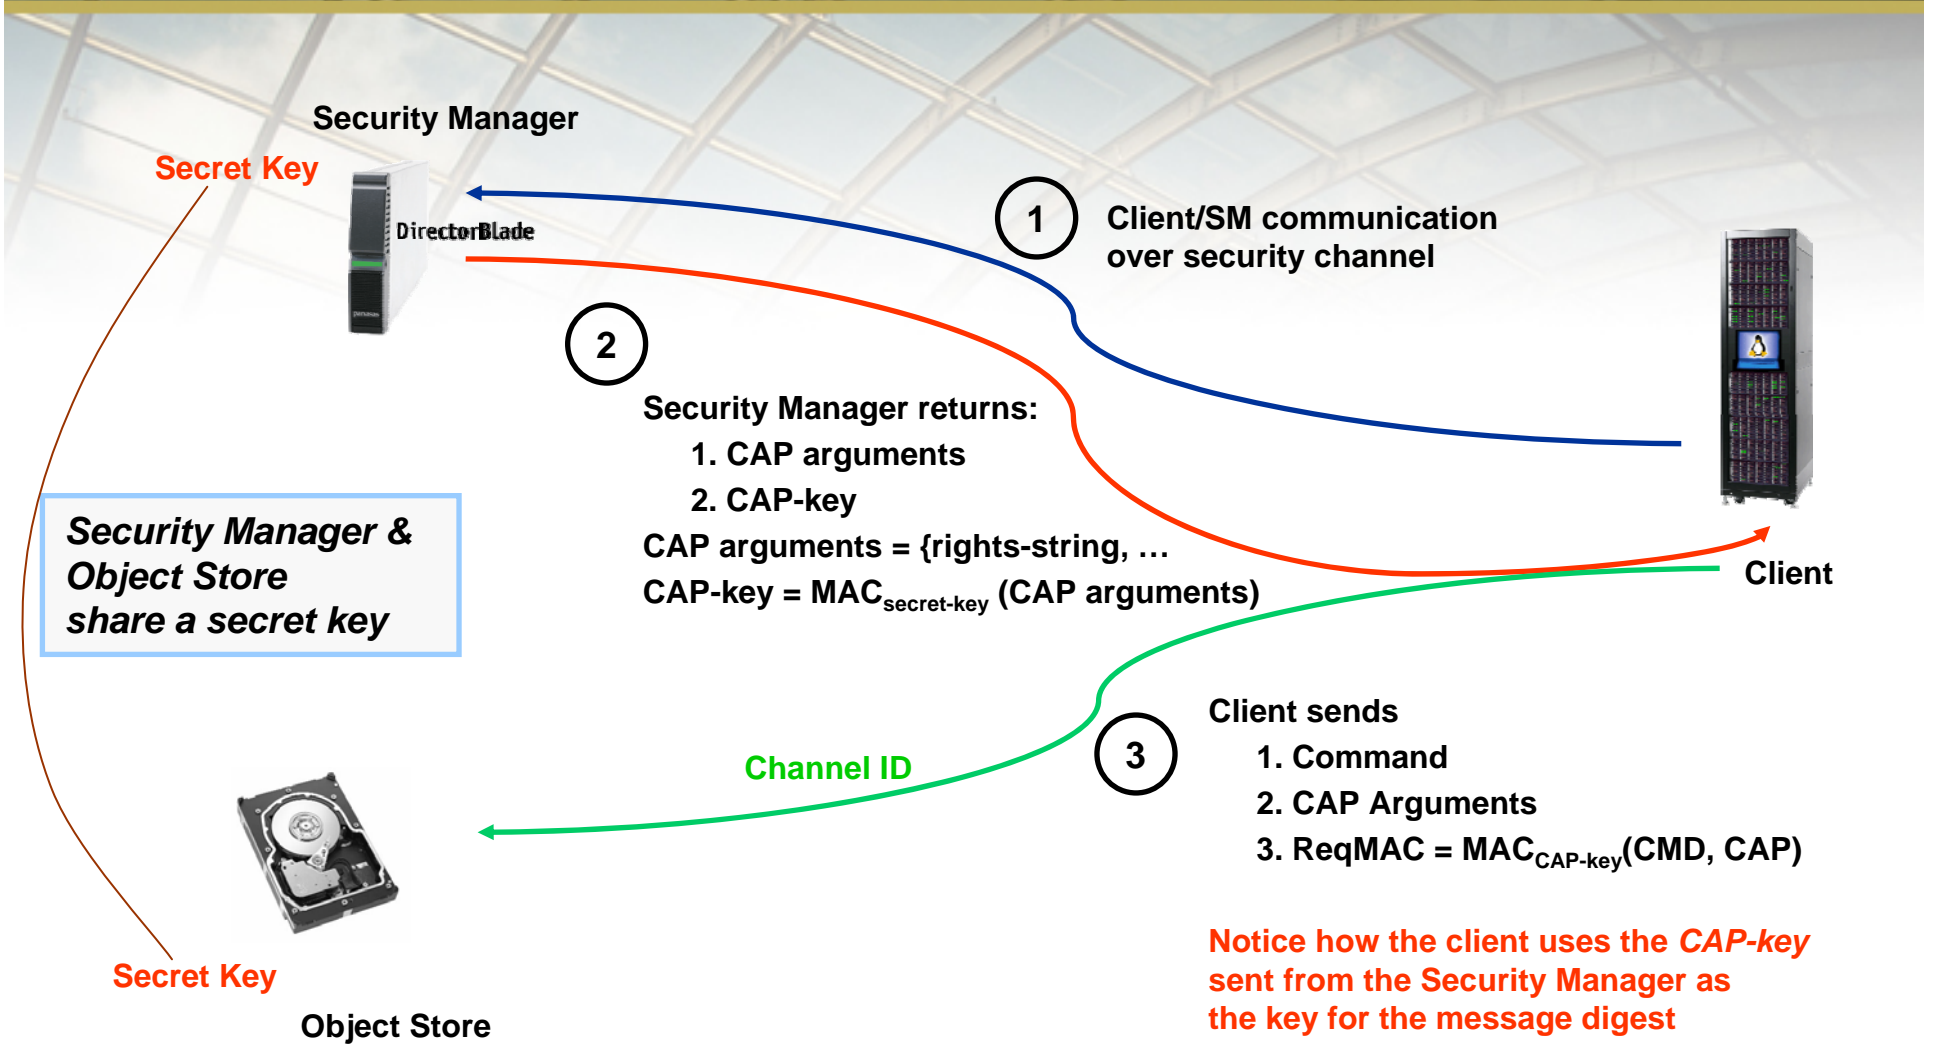 Security Manager
Secret Key
DirectorBlade
panasas
1
Client/SM communication
over security channel
2
Security Manager returns:
1. CAP arguments
2. CAP-key
CAP arguments = {rights-string, …
CAP-key = MACsecret-key (CAP arguments)
Security Manager &
Object Store
share a secret key
Client
Channel ID
3
Client sends
1. Command
2. CAP Arguments
3. ReqMAC = MACCAP-key(CMD, CAP)
Notice how the client uses the CAP-key
sent from the Security Manager as
the key for the message digest
Secret Key
Object Store